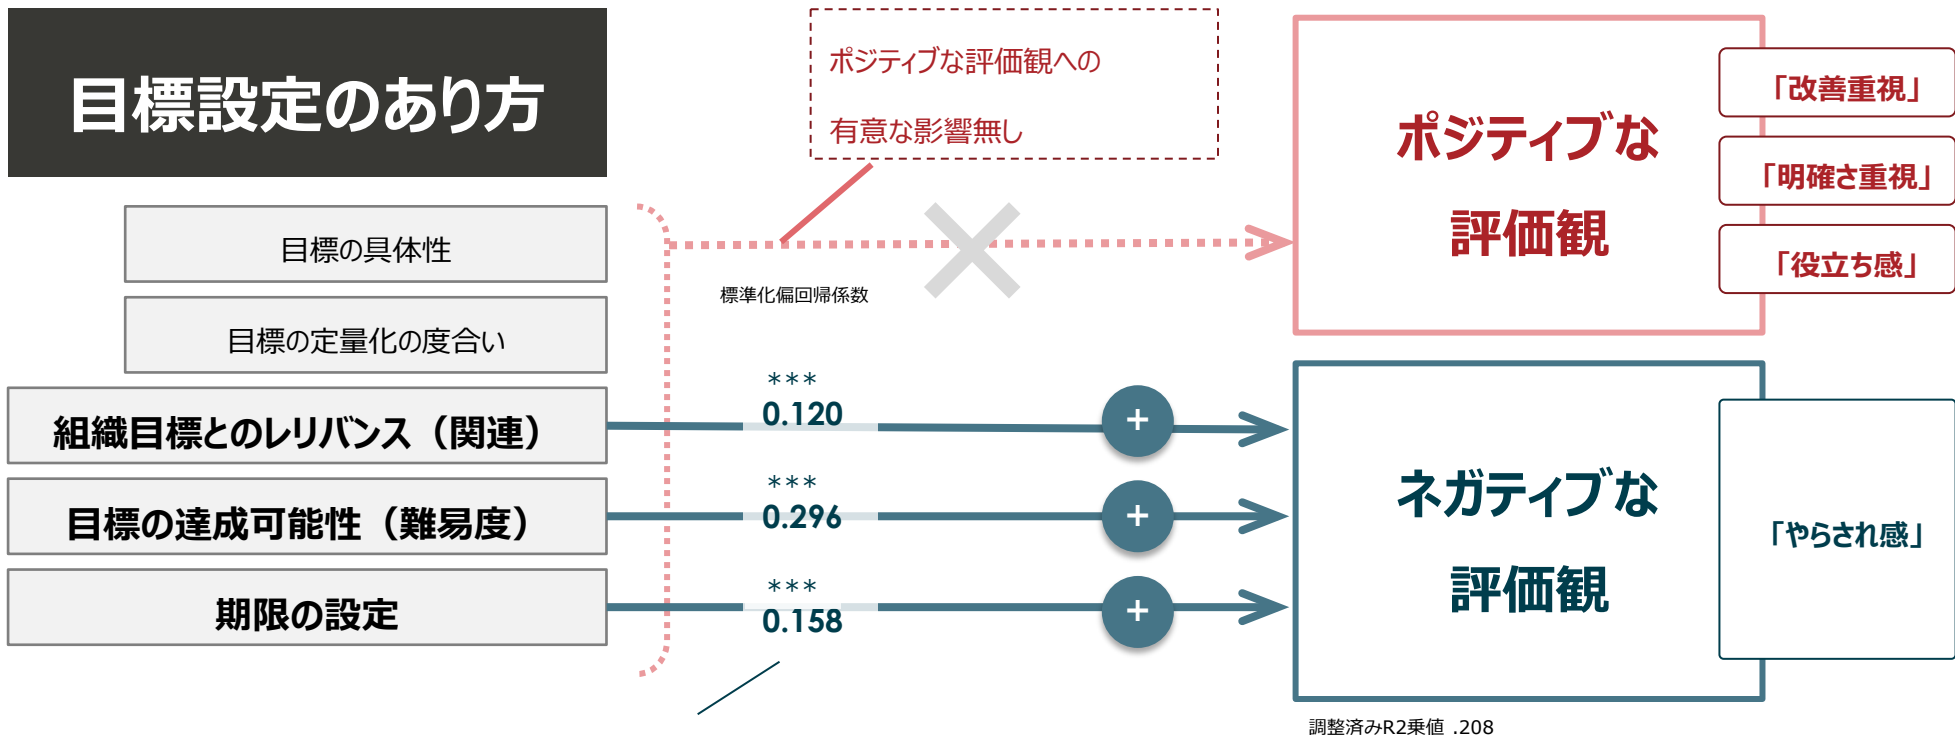 目標設定のあり方
目標の具体性
目標の定量化の度合い
組織目標とのレリバンス（関連）
目標の達成可能性（難易度）
期限の設定
ポジティブな評価観への
有意な影響無し
標準化偏回帰係数
***
0.120
+
***
0.296
+
***
0.158
+
ポジティブな
評価観
「改善重視」
「明確さ重視」
「役立ち感」
ネガティブな
評価観
「やらされ感」
調整済みR2乗値 .208